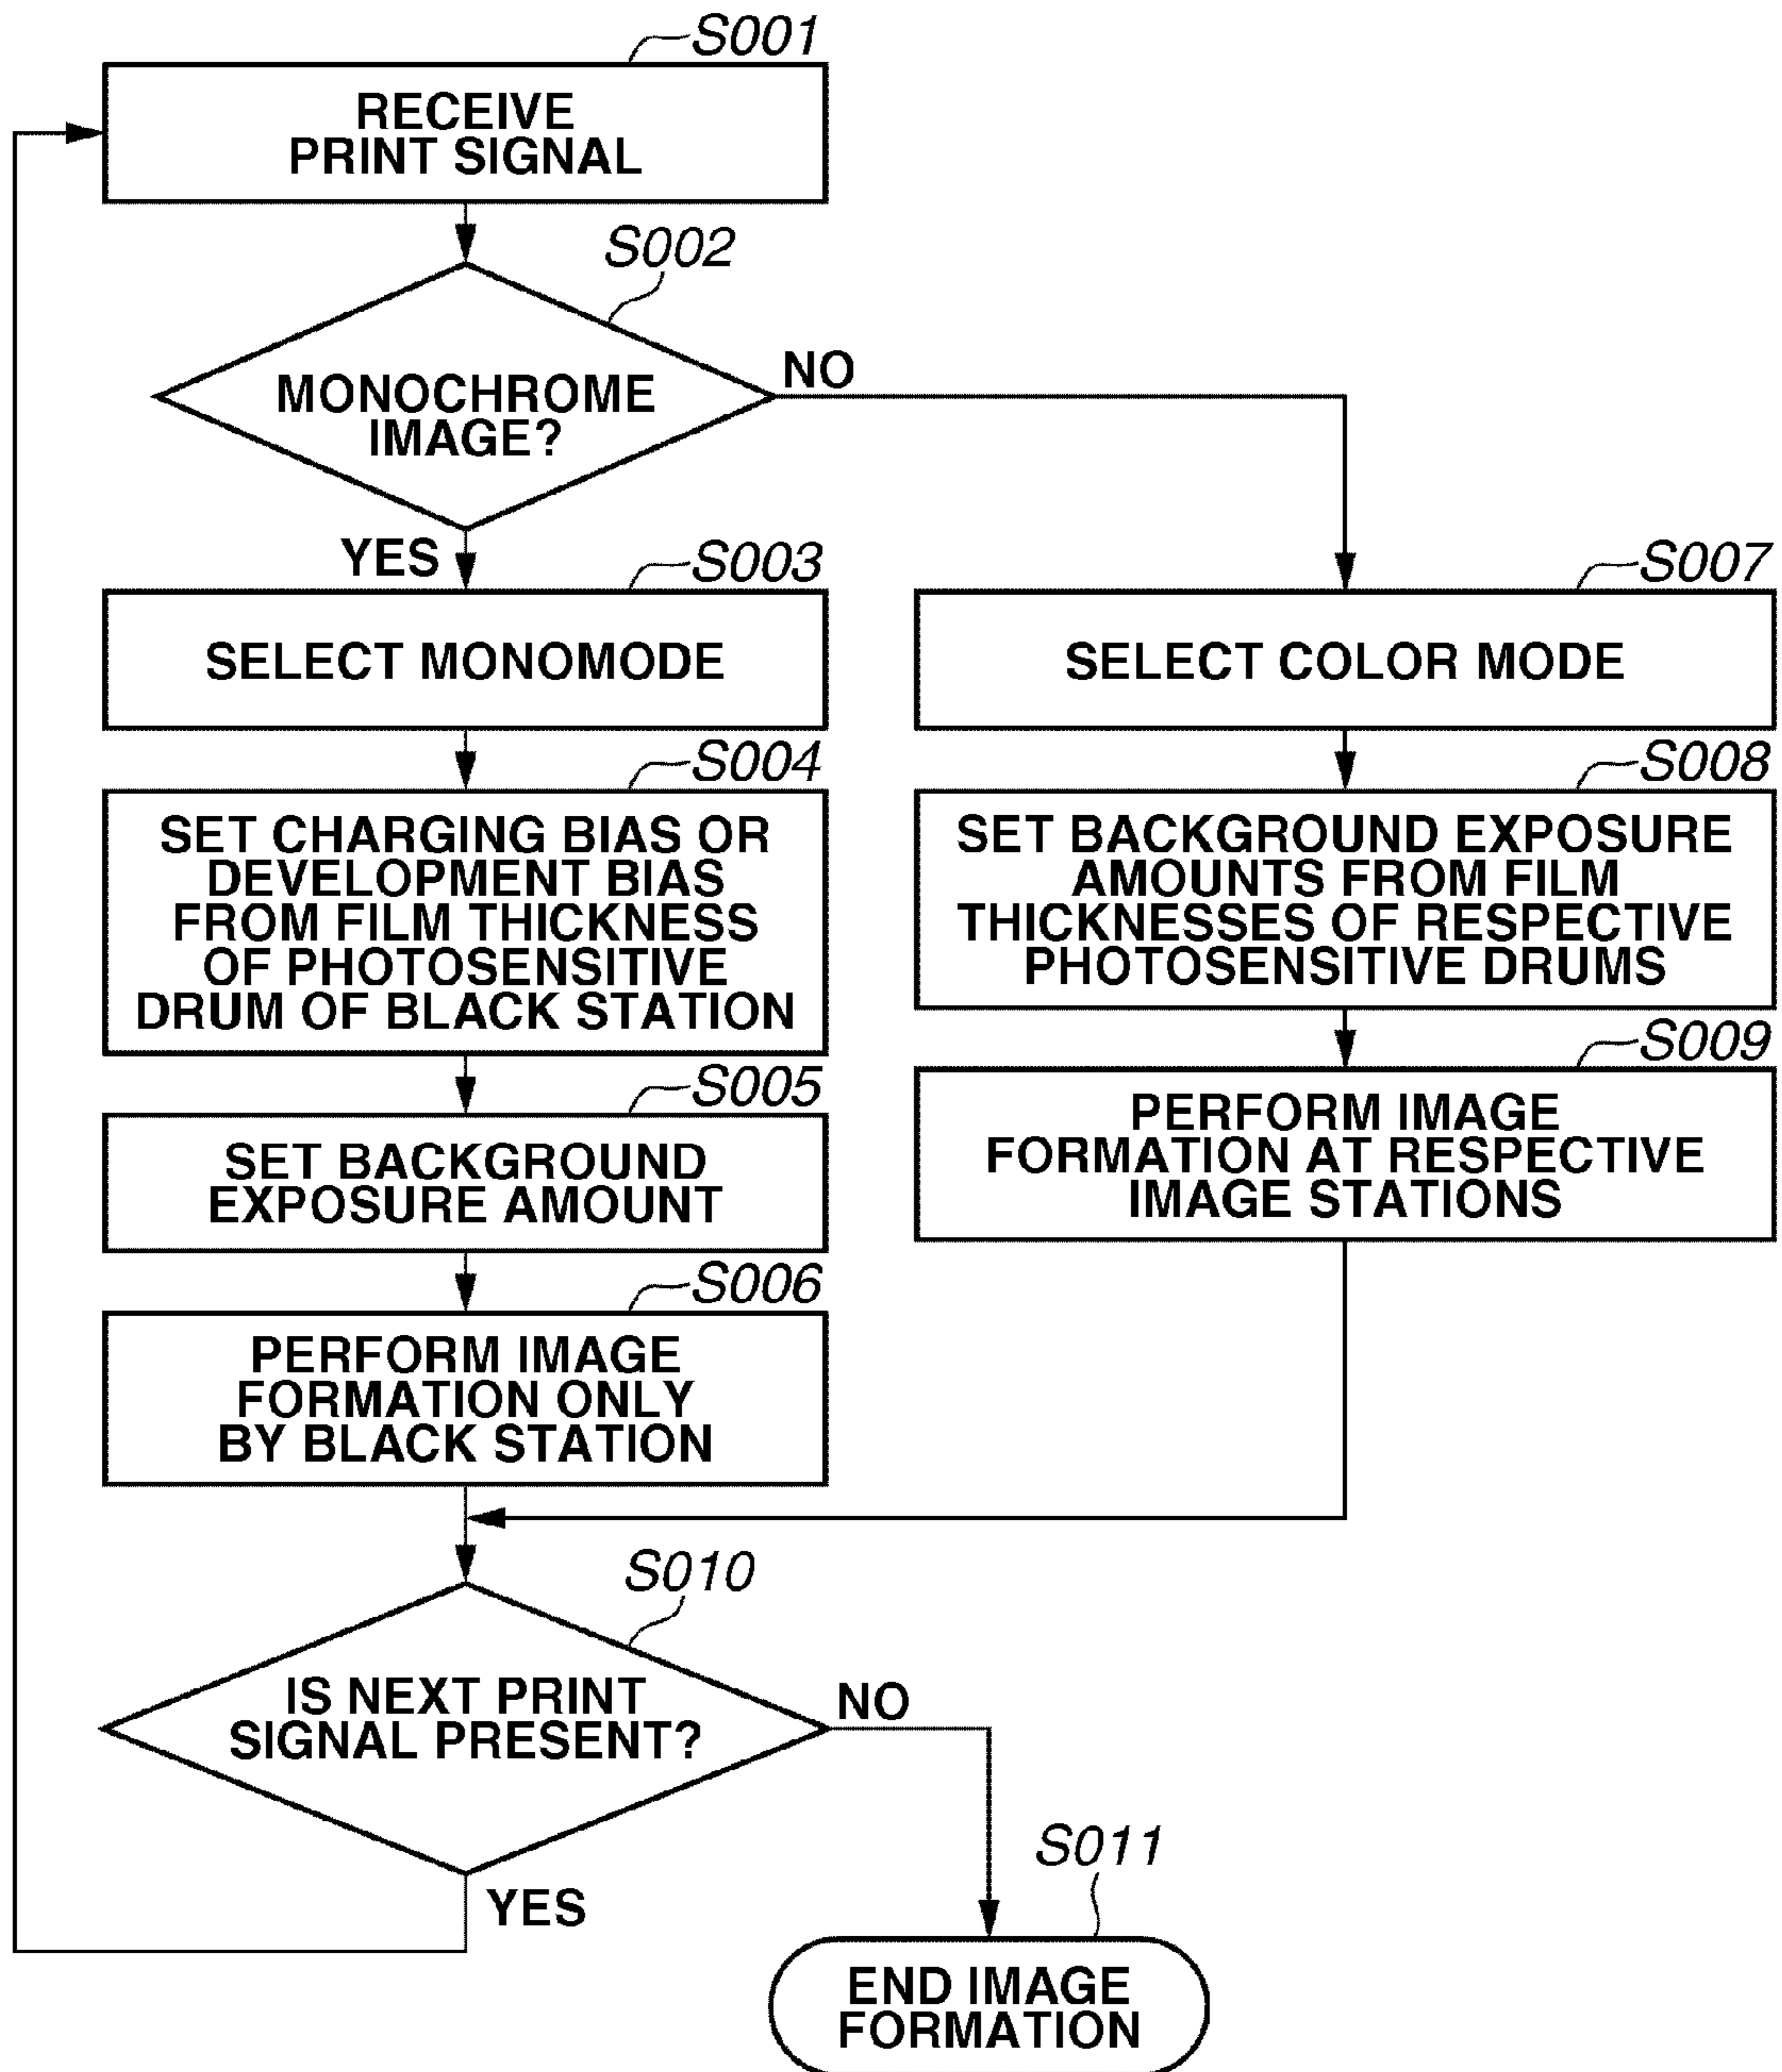 S001
RECEIVE
PRINT SIGNAL
S002
MONOCHROME
IMAGE?
NO
YES
S003
SELECT MONOMODE
S007
SELECT COLOR MODE
S004
SET CHARGING BIAS OR
DEVELOPMENT BIAS
FROM FILM THICKNESS
OF PHOTOSENSITIVE
DRUM OF BLACK STATION
S008
SET BACKGROUND EXPOSURE
AMOUNTS FROM FILM
THICKNESSES OF RESPECTIVE
PHOTOSENSITIVE DRUMS
S005
SET BACKGROUND
EXPOSURE AMOUNT
S009
PERFORM IMAGE
FORMATION AT RESPECTIVE
IMAGE STATIONS
S006
PERFORM IMAGE
FORMATION ONLY
BY BLACK STATION
S010
IS NEXT PRINT
SIGNAL PRESENT?
NO
YES
S011
END IMAGE
FORMATION